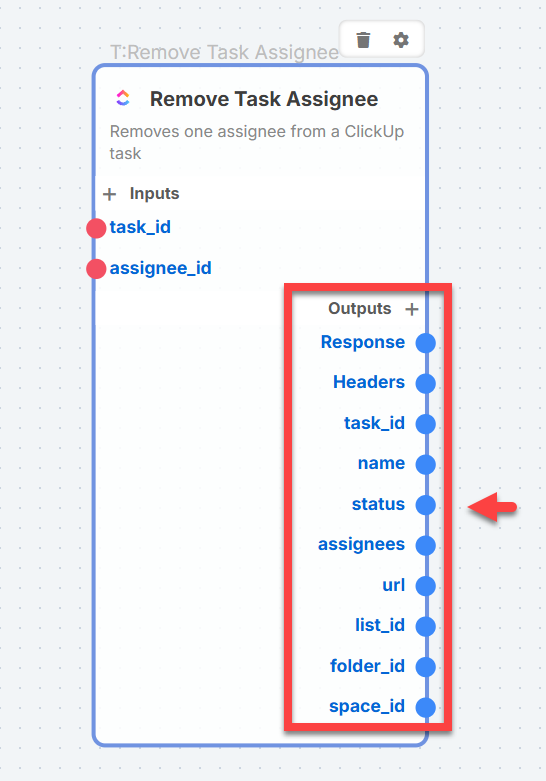 T:Remove Task Assignee
Remove Task Assignee
Removes one assignee from a ClickUp
task
+ Inputs
task_id
assignee_id
Outputs +
Response
Headers
task_id
name
status
assignees
url
list_id
folder_id
space_id